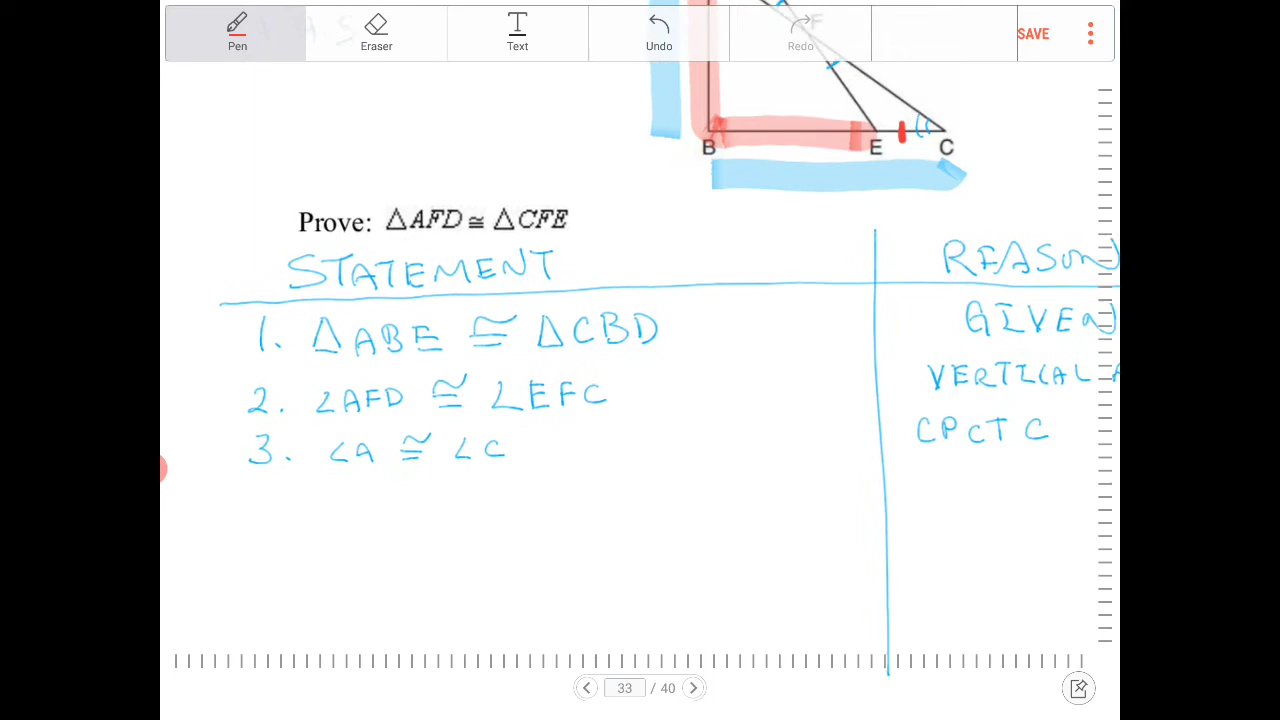 Pen
Eraser
Text
Undo
Redo
SAVE
F
B
E
C
Prove: △AFD ≅ △CFE
STATEMENT
REASON
1. △ABE ≅ △CBD
GIVEN
2. ∠AFD ≅ ∠EFC
VERTICAL
3. ∠A ≅ ∠C
CPCTC
33 / 40